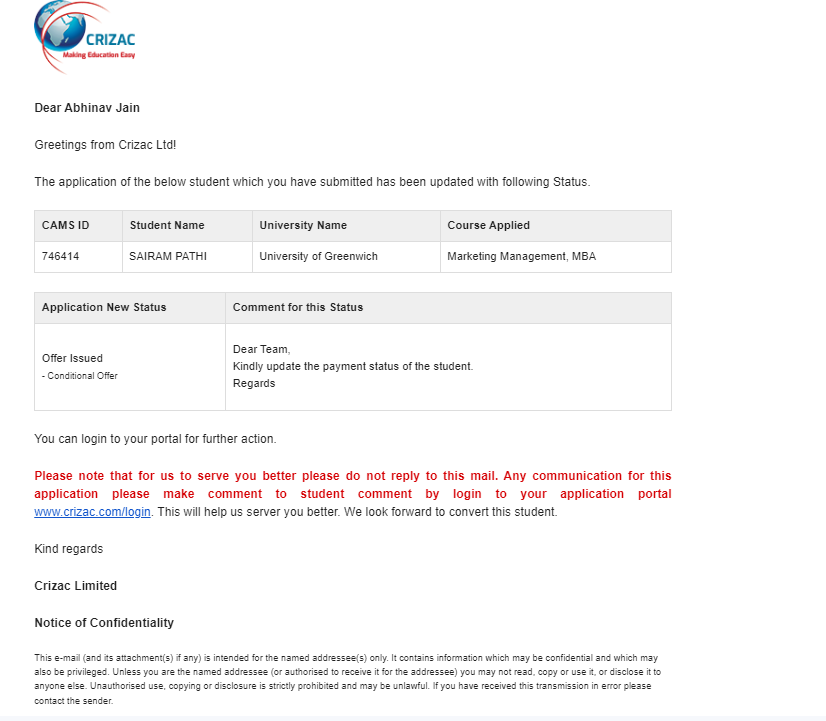 CRIZAC
Making Education Easy
Dear Abhinav Jain
Greetings from Crizac Ltd!
The application of the below student which you have submitted has been updated with following Status.
CAMS ID Student Name University Name Course Applied
746414 SAIRAM PATHI University of Greenwich Marketing Management, MBA
Application New Status Comment for this Status
Offer Issued
- Conditional Offer
Dear Team,
Kindly update the payment status of the student.
Regards
You can login to your portal for further action.
Please note that for us to serve you better please do not reply to this mail. Any communication for this
application please make comment to student comment by login to your application portal
www.crizac.com/login. This will help us server you better. We look forward to convert this student.
Kind regards
Crizac Limited
Notice of Confidentiality
This e-mail (and its attachment(s) if any) is intended for the named addressee(s) only. It contains information which may be confidential and which may
also be privileged. Unless you are the named addressee (or authorised to receive it for the addressee) you may not read, copy or use it, or disclose it to
anyone else. Unauthorised use, copying or disclosure is strictly prohibited and may be unlawful. If you have received this transmission in error please
contact the sender.